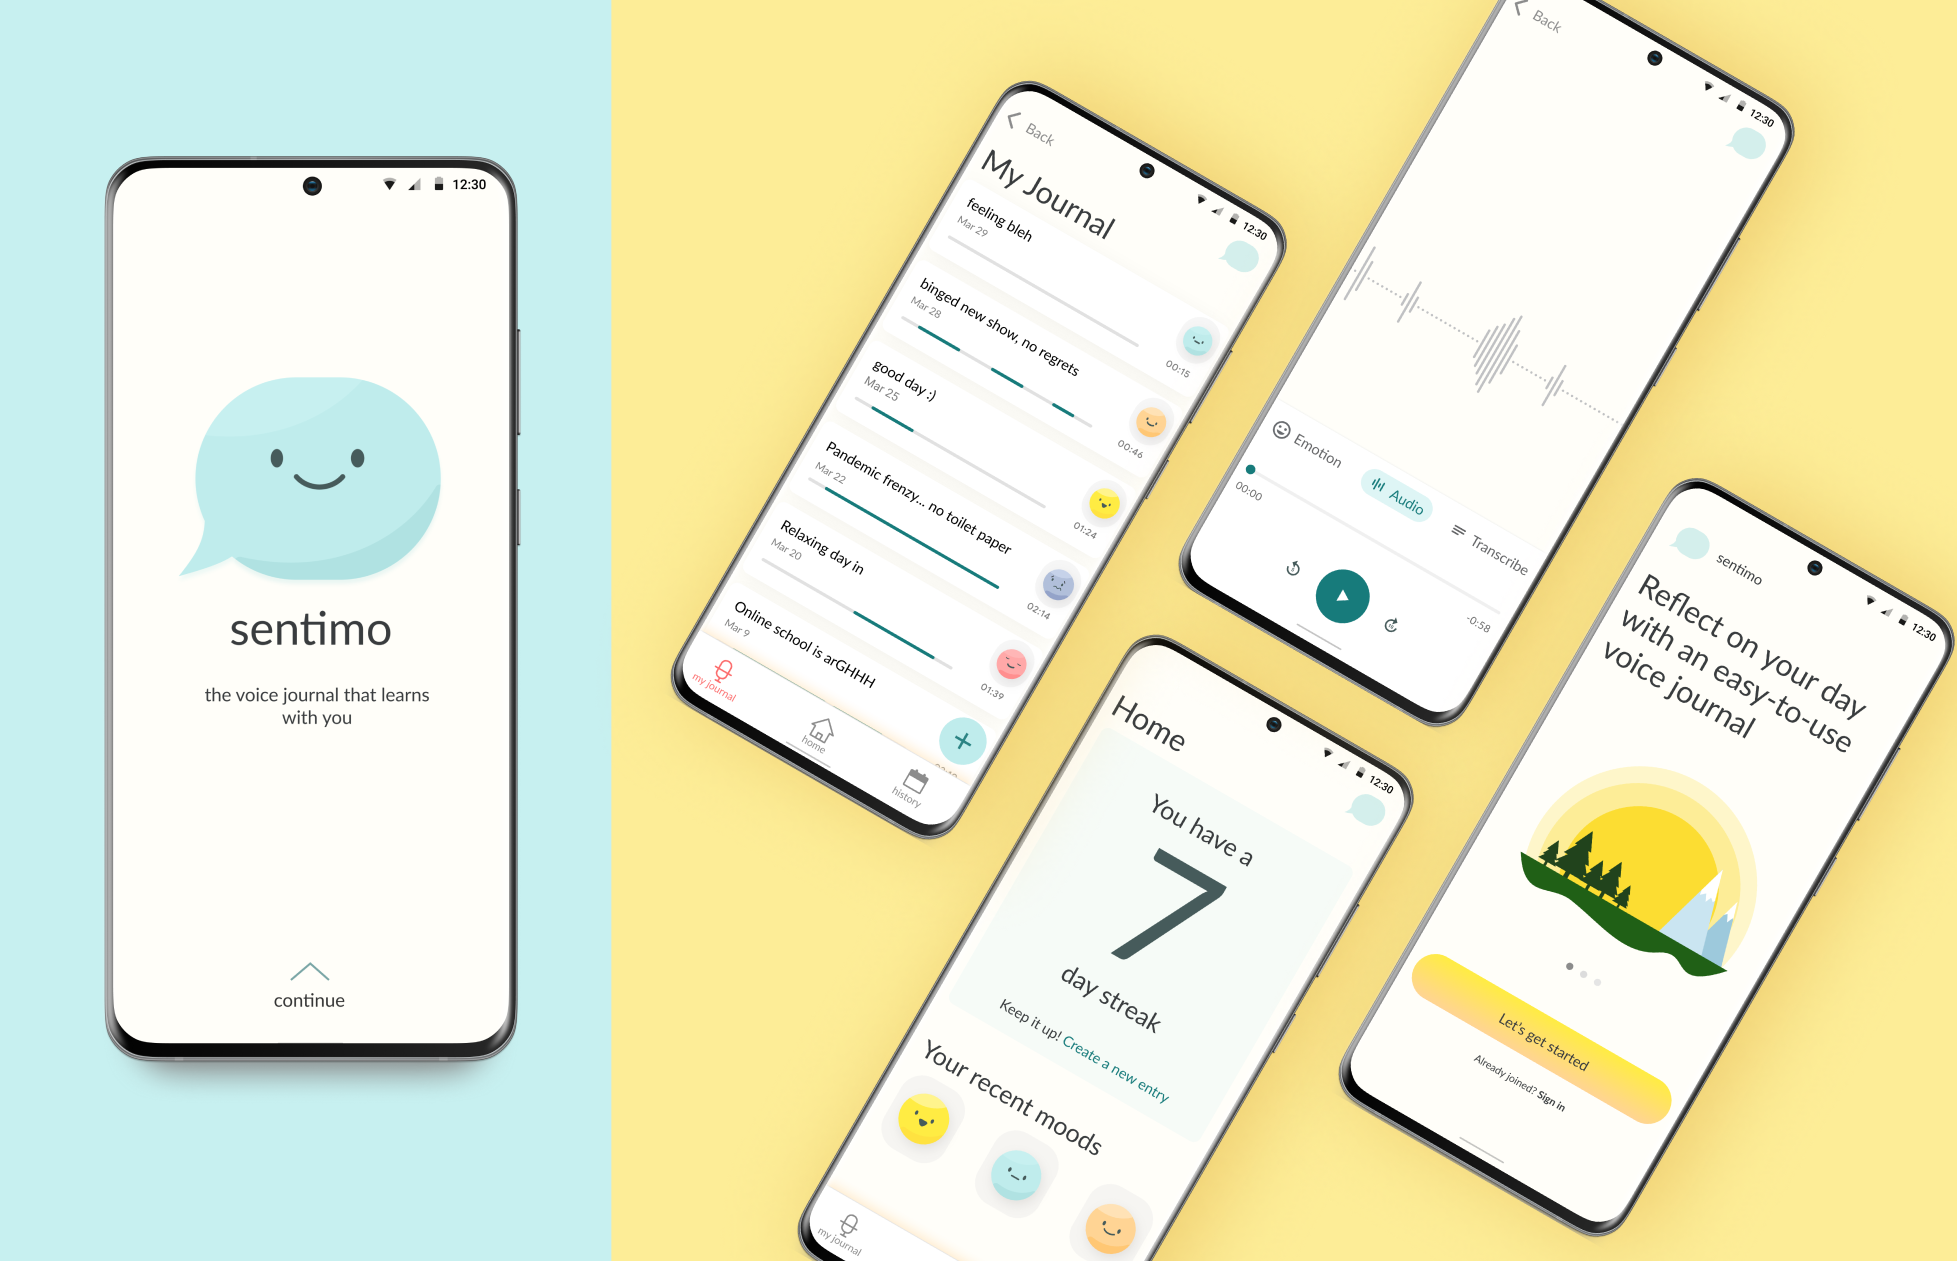 12:30
sentimo
the voice journal that learns
with you
continue
Back
12:30
My Journal
feeling bleh
Mar 29
00:15
binged new show, no regrets
Mar 28
00:46
good day :)
Mar 25
01:24
Pandemic frenzy... no toilet paper
Mar 22
02:14
Relaxing day in
Mar 20
01:39
Online school is arGHHH
Mar 9
my journal
home
history
Back
12:30
Emotion
Audio
Transcribe
00:00
-0:58
12:30
Home
You have a
7
day streak
Keep it up! Create a new entry
Your recent moods
my journal
12:30
sentimo
Reflect on your day
with an easy-to-use
voice journal
Let's get started
Already joined? Sign in